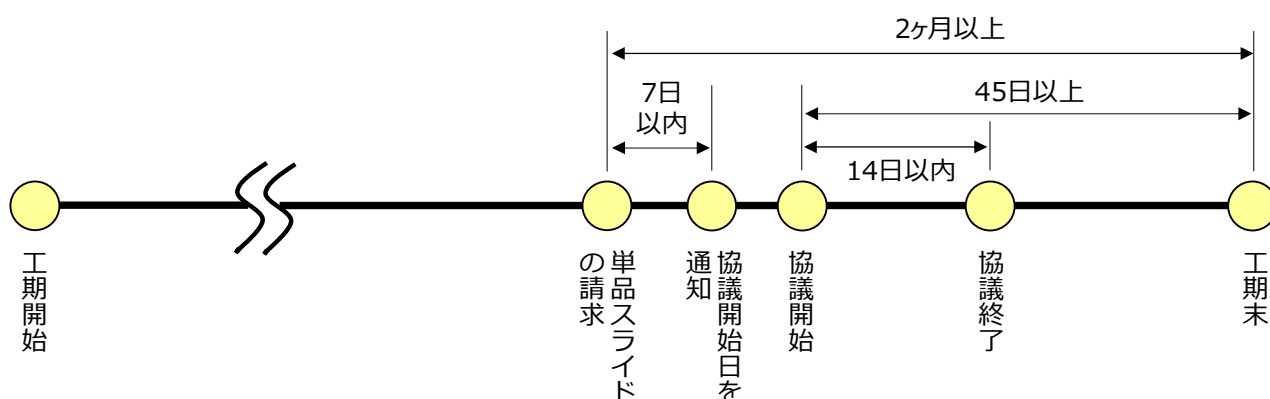 2ヶ月以上
7日
以内
45日以上
14日以内
工期開始
単品スライド
の請求
協議開始日を
通知
協議開始
協議終了
工期末